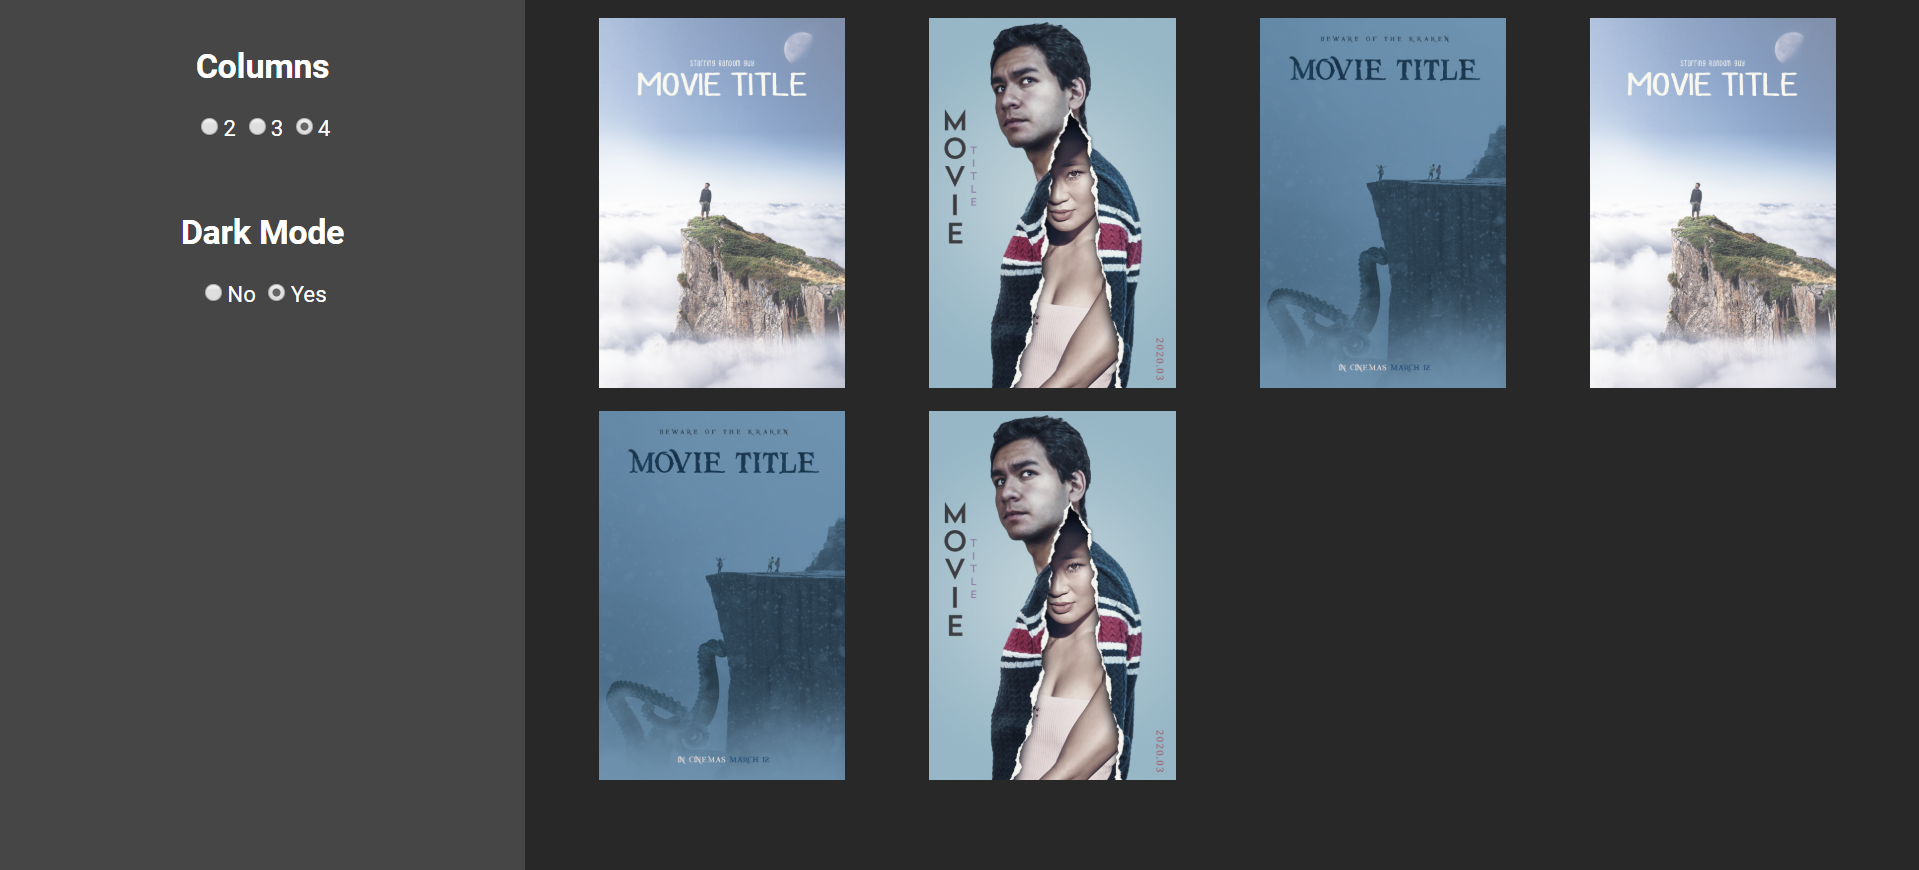 Columns
2 3 4
Dark Mode
No Yes
Starring Random Guy
MOVIE TITLE
MOVIE
TITLE
2020.03
BEWARE OF THE KRAKEN
MOVIE TITLE
IN CINEMAS MARCH 12
Starring Random Guy
MOVIE TITLE
BEWARE OF THE KRAKEN
MOVIE TITLE
IN CINEMAS MARCH 12
MOVIE
TITLE
2020.03